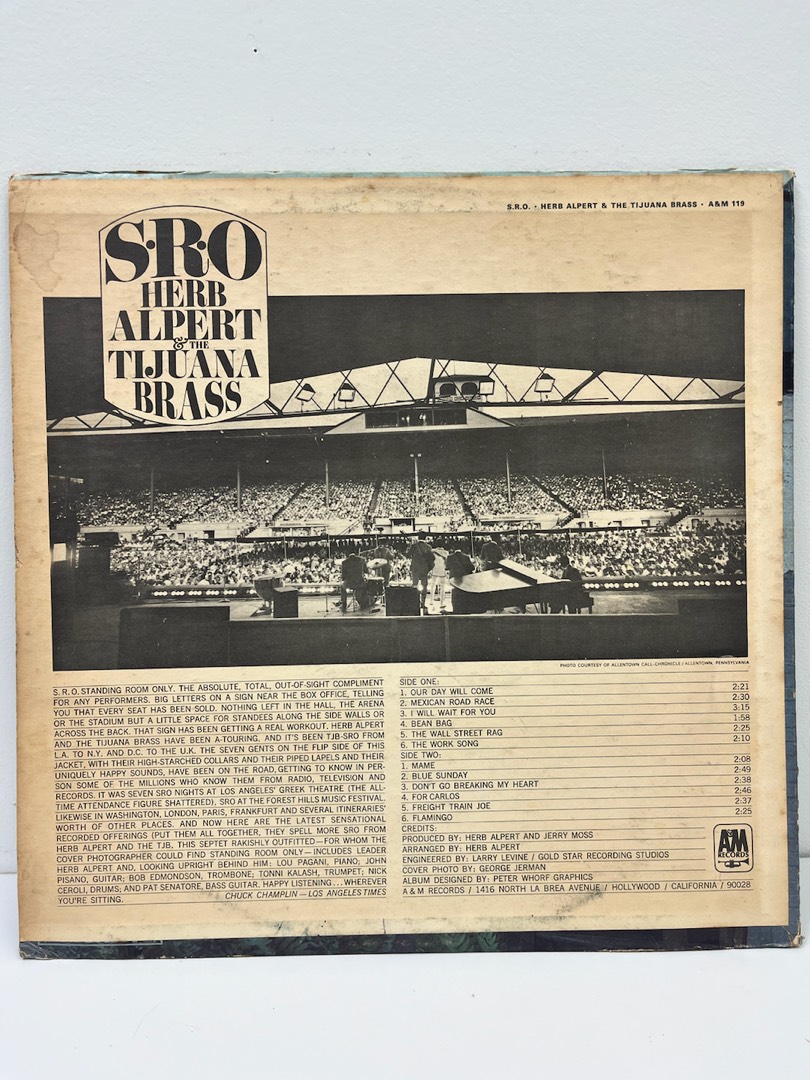 S.R.O. • HERB ALPERT & THE TIJUANA BRASS • A&M 119
S·R·O
HERB
ALPERT
& THE
TIJUANA
BRASS
PHOTO COURTESY OF ALLENTOWN CALL-CHRONICLE / ALLENTOWN, PENNSYLVANIA
S.R.O. STANDING ROOM ONLY. THE ABSOLUTE, TOTAL, OUT-OF-SIGHT COMPLIMENT
FOR ANY PERFORMERS. BIG LETTERS ON A SIGN NEAR THE BOX OFFICE, TELLING
YOU THAT EVERY SEAT HAS BEEN SOLD. NOTHING LEFT IN THE HALL, THE ARENA
OR THE STADIUM BUT A LITTLE SPACE FOR STANDEES ALONG THE SIDE WALLS OR
ACROSS THE BACK. THAT SIGN HAS BEEN GETTING A REAL WORKOUT. HERB ALPERT
AND THE TIJUANA BRASS HAVE BEEN A-TOURING. AND IT'S BEEN TJB-SRO FROM
L.A. TO N.Y. AND D.C. TO THE U.K. THE SEVEN GENTS ON THE FLIP SIDE OF THIS
JACKET, WITH THEIR HIGH-STARCHED COLLARS AND THEIR PIPED LAPELS AND THEIR
UNIQUELY HAPPY SOUNDS, HAVE BEEN ON THE ROAD, GETTING TO KNOW IN PER-
SON SOME OF THE MILLIONS WHO KNOW THEM FROM RADIO, TELEVISION AND
RECORDS. IT WAS SEVEN SRO NIGHTS AT LOS ANGELES' GREEK THEATRE (THE ALL-
TIME ATTENDANCE FIGURE SHATTERED). SRO AT THE FOREST HILLS MUSIC FESTIVAL.
LIKEWISE IN WASHINGTON, LONDON, PARIS, FRANKFURT AND SEVERAL ITINERARIES'
WORTH OF OTHER PLACES. AND NOW HERE ARE THE LATEST SENSATIONAL
RECORDED OFFERINGS (PUT THEM ALL TOGETHER, THEY SPELL MORE SRO FROM
HERB ALPERT AND THE TJB. THIS SEPTET RAKISHLY OUTFITTED—FOR WHOM THE
COVER PHOTOGRAPHER COULD FIND STANDING ROOM ONLY—INCLUDES LEADER
HERB ALPERT AND, LOOKING UPRIGHT BEHIND HIM: LOU PAGANI, PIANO; JOHN
PISANO, GUITAR; BOB EDMONDSON, TROMBONE; TONNI KALASH, TRUMPET; NICK
CEROLI, DRUMS; AND PAT SENATORE, BASS GUITAR. HAPPY LISTENING... WHEREVER
YOU'RE SITTING. CHUCK CHAMPLIN—LOS ANGELES TIMES
SIDE ONE:
1. OUR DAY WILL COME 2:21
2. MEXICAN ROAD RACE 2:30
3. I WILL WAIT FOR YOU 3:15
4. BEAN BAG 1:58
5. THE WALL STREET RAG 2:25
6. THE WORK SONG 2:10
SIDE TWO:
1. MAME 2:08
2. BLUE SUNDAY 2:49
3. DON'T GO BREAKING MY HEART 2:38
4. FOR CARLOS 2:46
5. FREIGHT TRAIN JOE 2:37
6. FLAMINGO 2:25
CREDITS:
PRODUCED BY: HERB ALPERT AND JERRY MOSS
ARRANGED BY: HERB ALPERT
ENGINEERED BY: LARRY LEVINE / GOLD STAR RECORDING STUDIOS
COVER PHOTO BY: GEORGE JERMAN
ALBUM DESIGNED BY: PETER WHORF GRAPHICS
A & M RECORDS / 1416 NORTH LA BREA AVENUE / HOLLYWOOD / CALIFORNIA / 90028
A&M
RECORDS